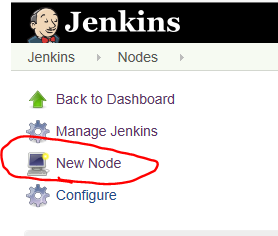 Jenkins
Jenkins Nodes
Back to Dashboard
Manage Jenkins
New Node
Configure